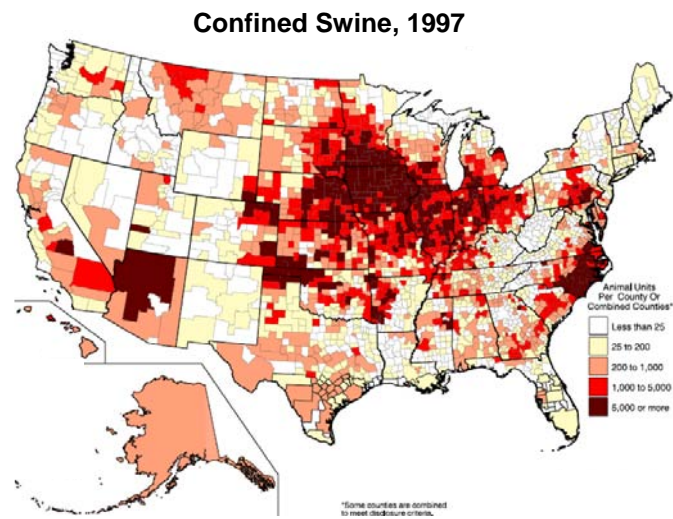 Confined Swine, 1997
Animal Units
Per County Or
Combined Counties*
Less than 25
25 to 200
200 to 1,000
1,000 to 5,000
5,000 or more
*Some counties are combined
to meet disclosure criteria.